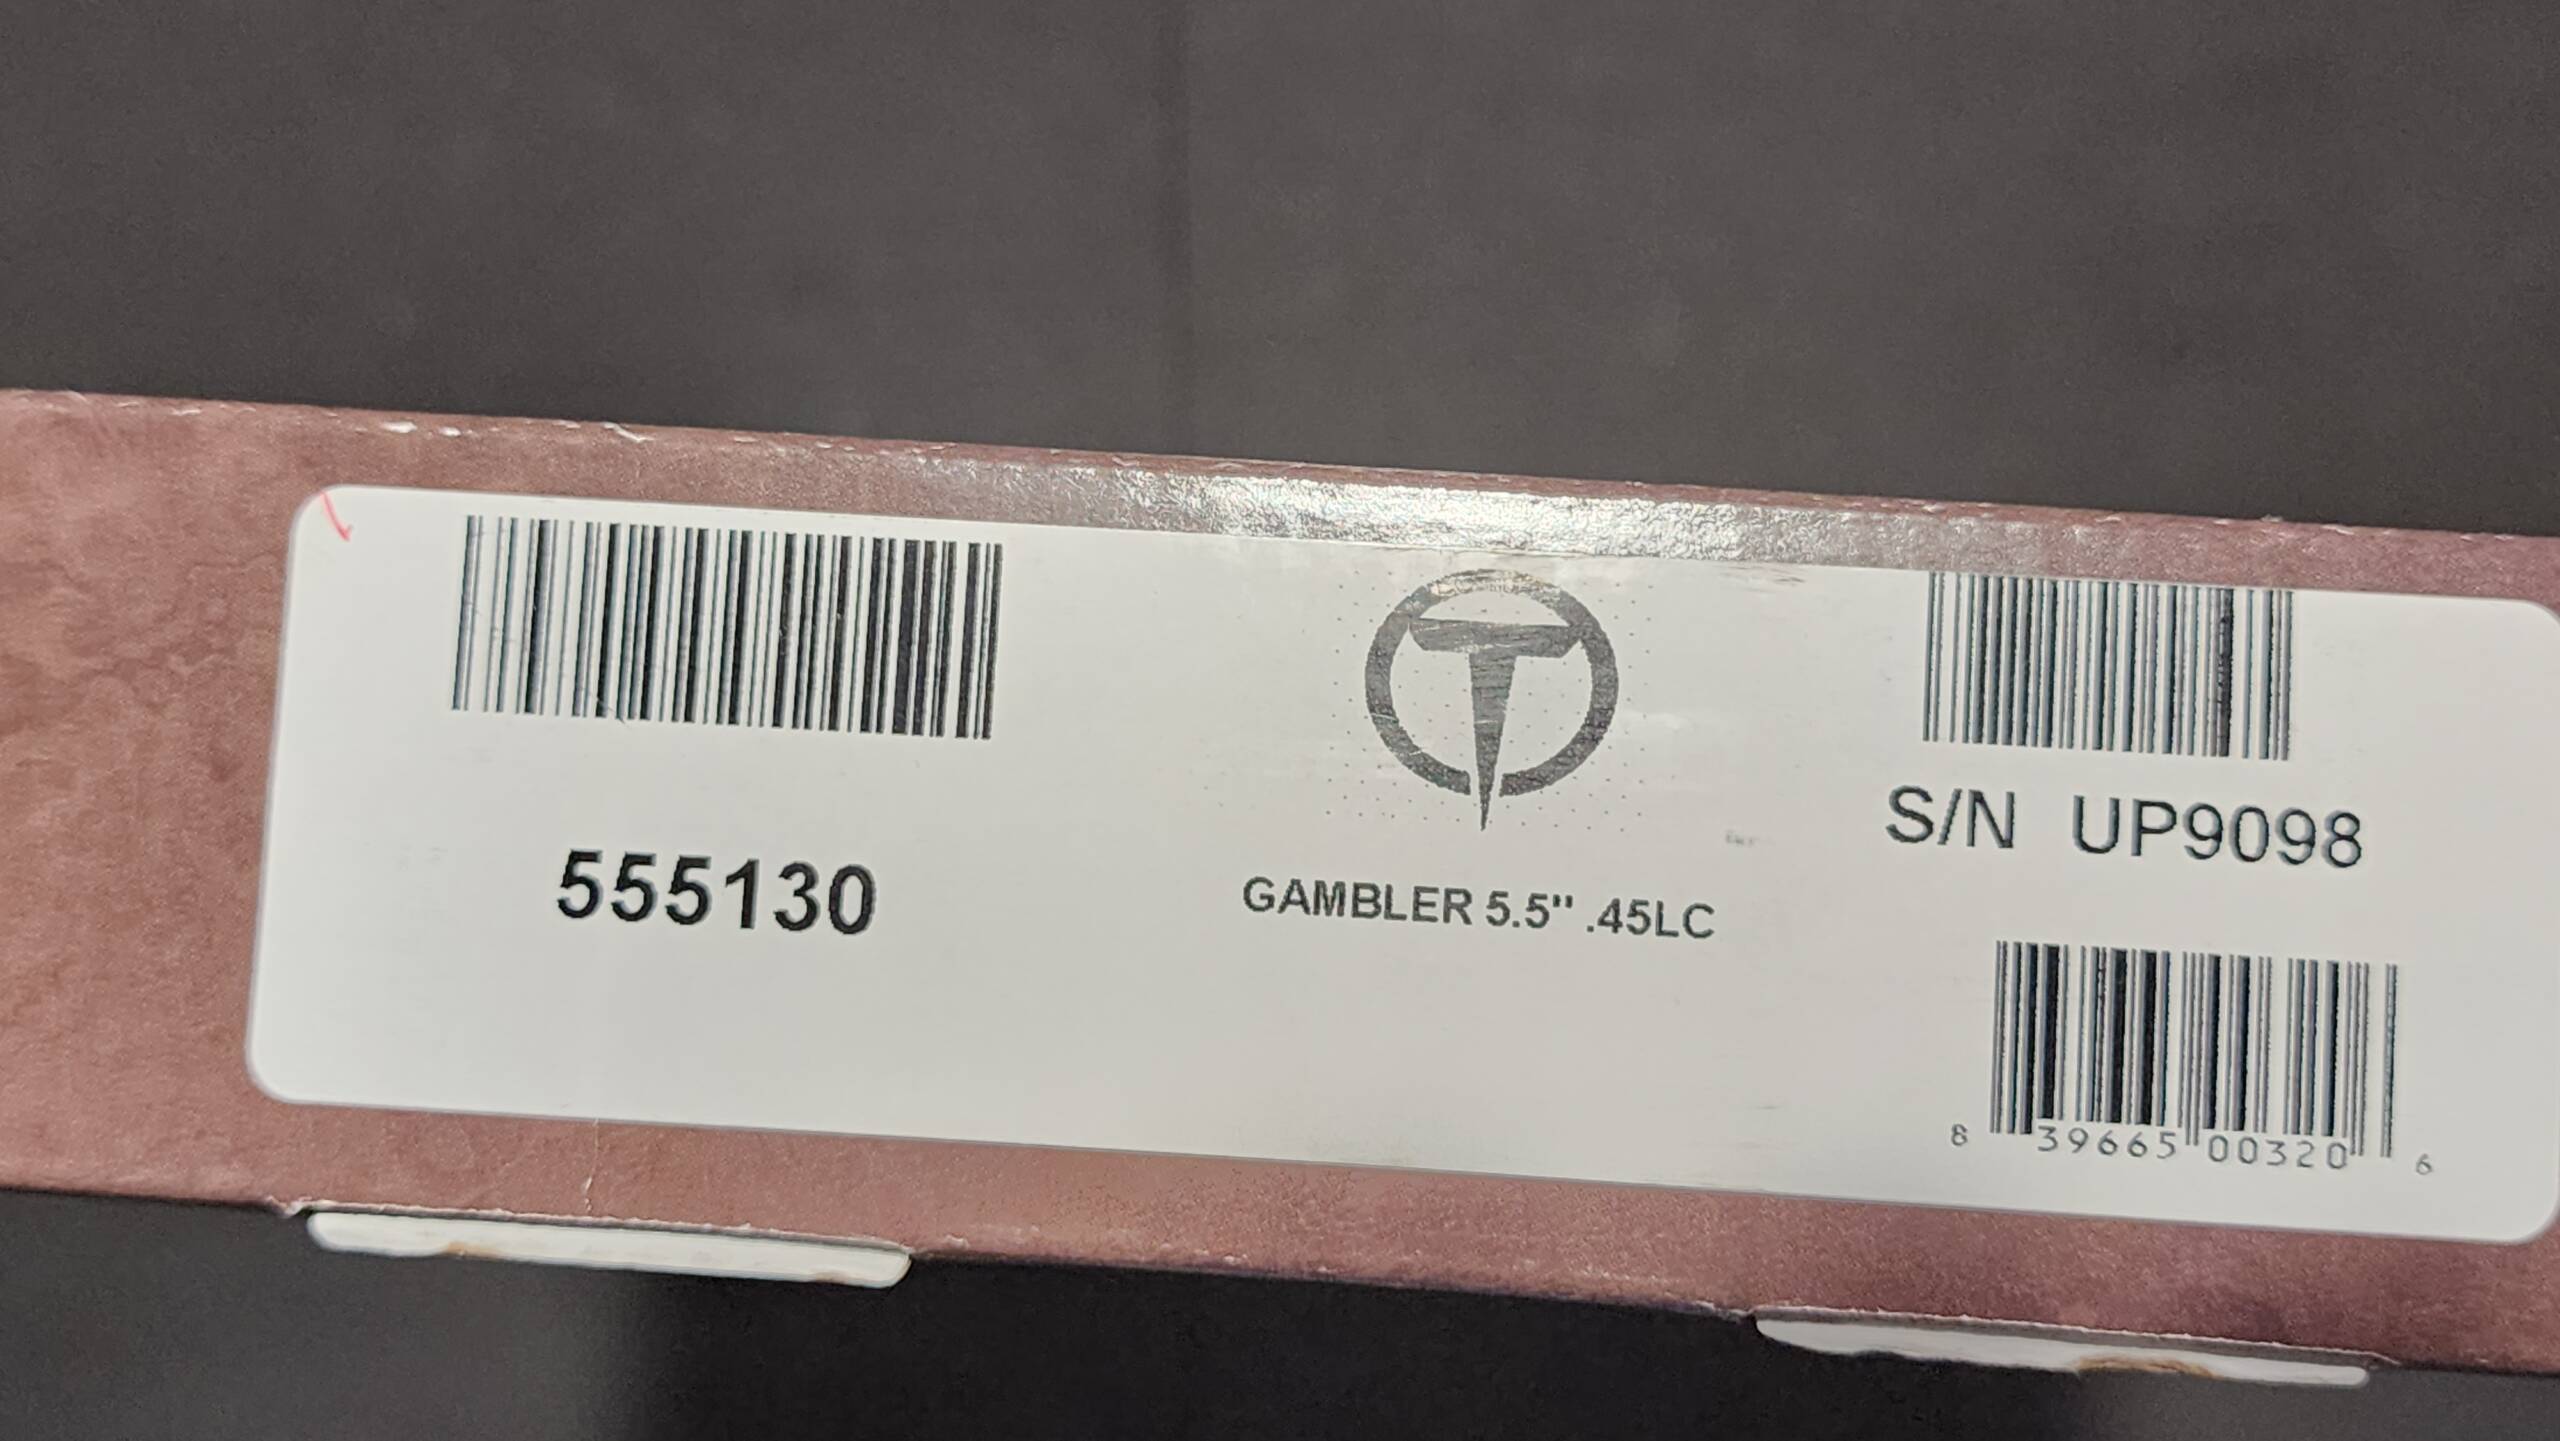 555130
GAMBLER 5.5" .45LC
S/N UP9098
8 39665 00320 6